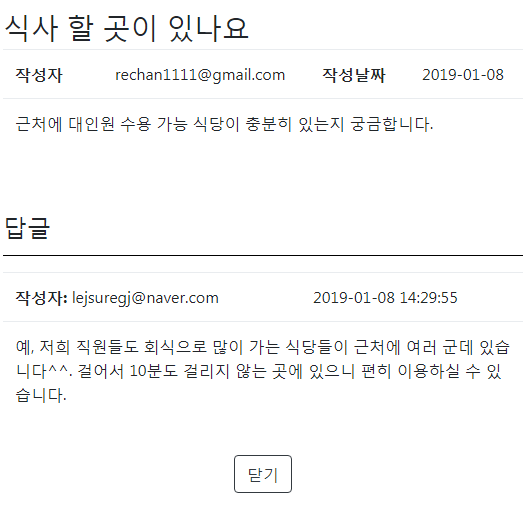 식사 할 곳이 있나요
작성자 rechan1111@gmail.com 작성날짜 2019-01-08
근처에 대인원 수용 가능 식당이 충분히 있는지 궁금합니다.
답글
작성자: lejsuregj@naver.com 2019-01-08 14:29:55
예, 저희 직원들도 회식으로 많이 가는 식당들이 근처에 여러 군데 있습
니다^^. 걸어서 10분도 걸리지 않는 곳에 있으니 편히 이용하실 수 있
습니다.
닫기